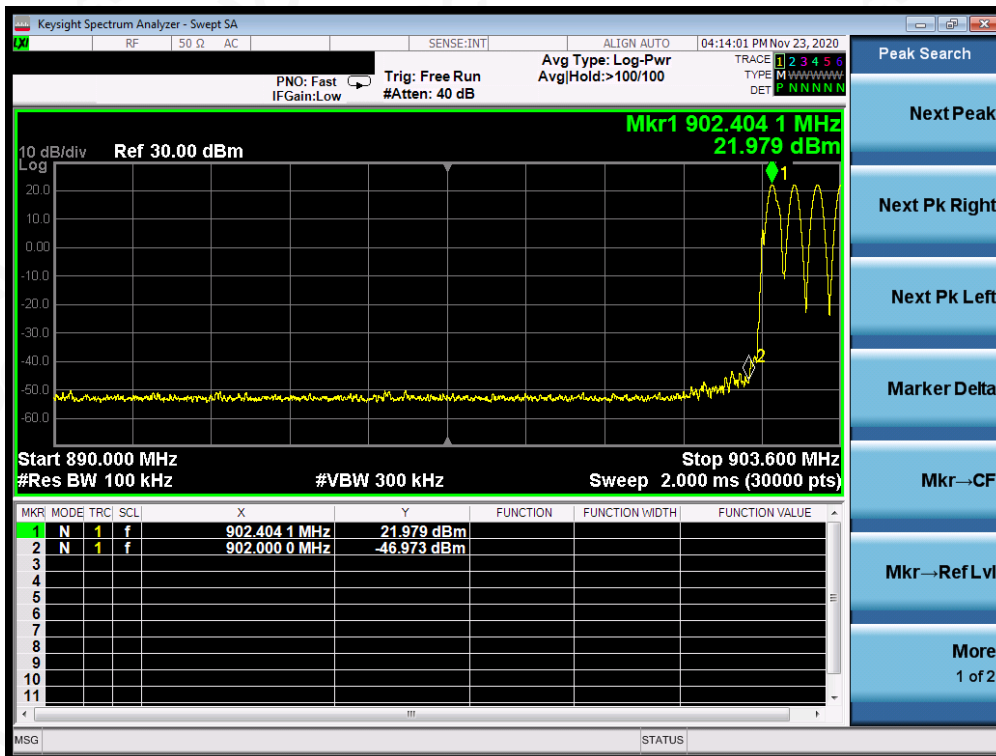 Keysight Spectrum Analyzer - Swept SA
LXI RF 50 Ω AC SENSE:INT ALIGN AUTO 04:14:01 PM Nov 23, 2020
Peak Search
Avg Type: Log-Pwr TRACE 1 2 3 4 5 6
PNO: Fast Trig: Free Run Avg|Hold:>100/100 TYPE M WWWWW
IFGain:Low #Atten: 40 dB DET P N N N N N
Next Peak
Mkr1 902.404 1 MHz
10 dB/div Ref 30.00 dBm 21.979 dBm
Log
1
20.0
Next Pk Right
10.0
0.00
-10.0
-20.0
Next Pk Left
-30.0
-40.0
2
-50.0
Marker Delta
-60.0
Start 890.000 MHz Stop 903.600 MHz
#Res BW 100 kHz #VBW 300 kHz Sweep 2.000 ms (30000 pts)
Mkr→CF
MKR MODE TRC SCL X Y FUNCTION FUNCTION WIDTH FUNCTION VALUE
1 N 1 f 902.404 1 MHz 21.979 dBm
2 N 1 f 902.000 0 MHz -46.973 dBm
3
4
Mkr→Ref Lvl
5
6
7
8
9
10
11
More
1 of 2
MSG STATUS